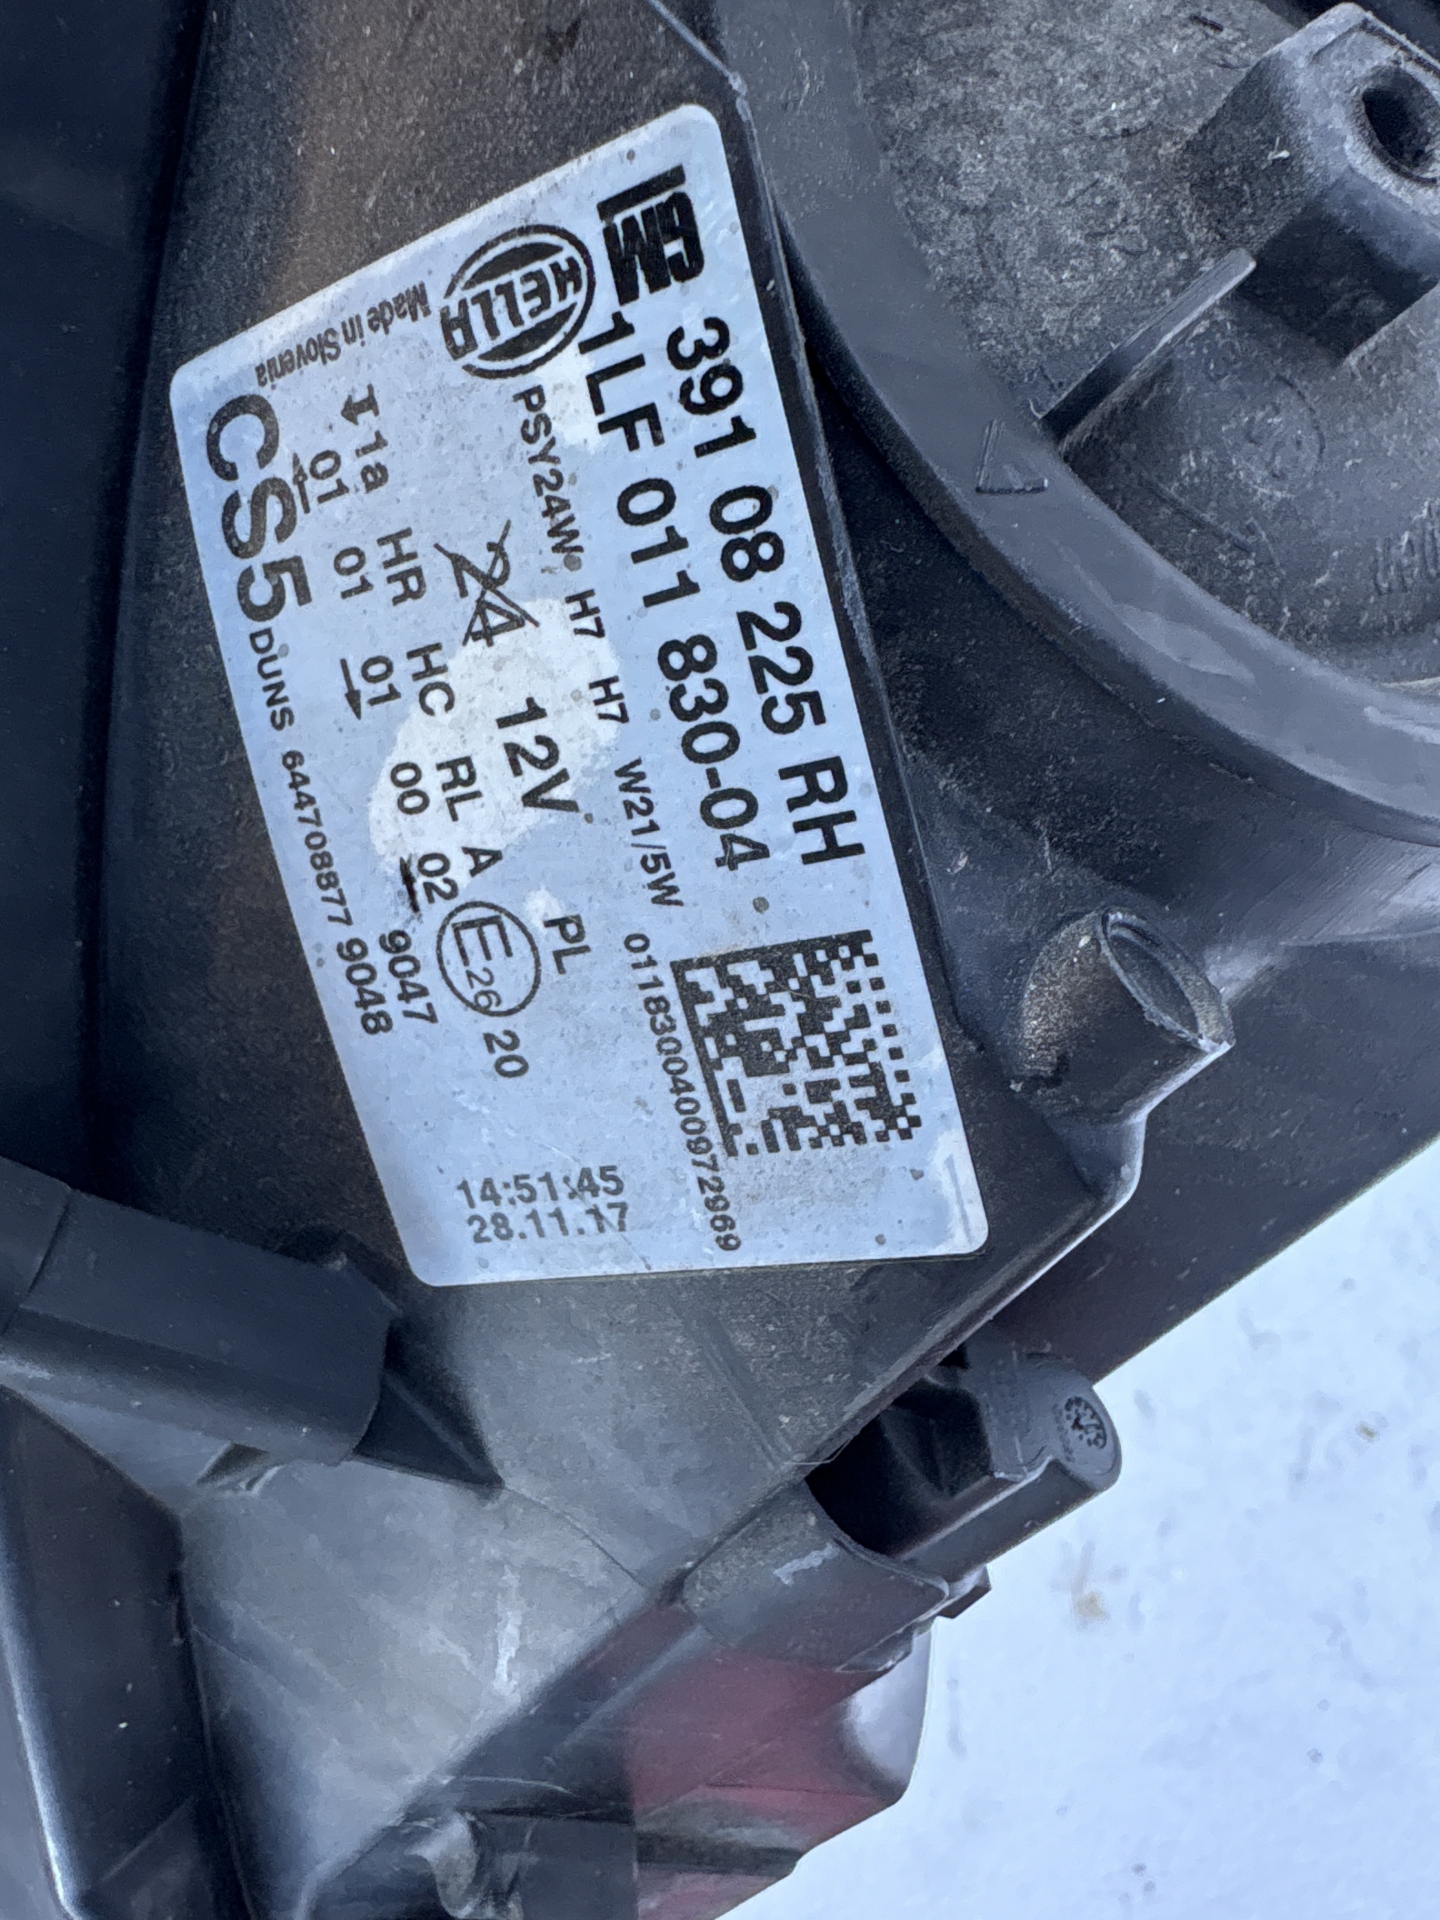 GM 391 08 225 RH
1LF 011 830-04
HELLA PSY24W H7 H7 W21/5W 0118300400972969
24 12V PL
Made in Slovenia
1a HR HC RL A E26 20
01 01 01 00 02 9047
CS5 DUNS 644708877 9048
14:51:45
28.11.17